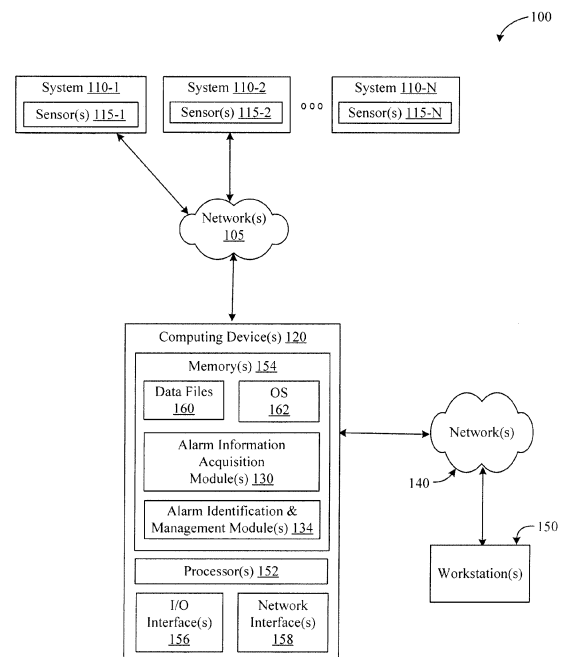 100
System 110-1
Sensor(s) 115-1
System 110-2
Sensor(s) 115-2
System 110-N
Sensor(s) 115-N
Network(s)
105
Computing Device(s) 120
Memory(s) 154
Data Files
160
OS
162
Alarm Information
Acquisition
Module(s) 130
Alarm Identification &
Management Module(s) 134
Processor(s) 152
I/O
Interface(s)
156
Network
Interface(s)
158
Network(s)
140
150
Workstation(s)